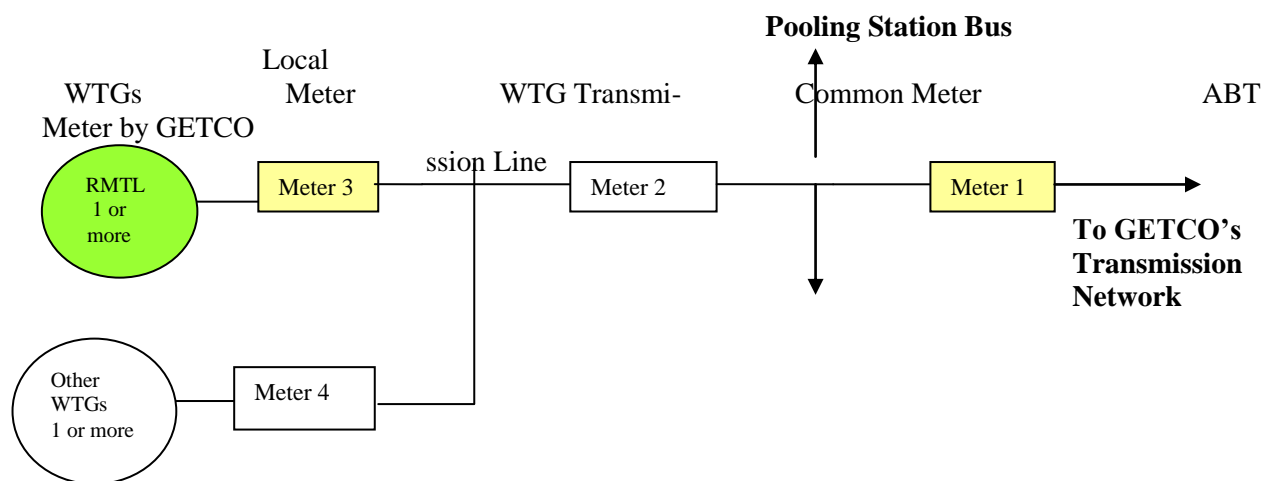 Pooling Station Bus
Local
WTGs Meter WTG Transmi- Common Meter ABT
Meter by GETCO
ssion Line
RMTL
1 or
more
Meter 3
Meter 2
Meter 1
To GETCO’s
Transmission
Network
Other
WTGs
1 or more
Meter 4